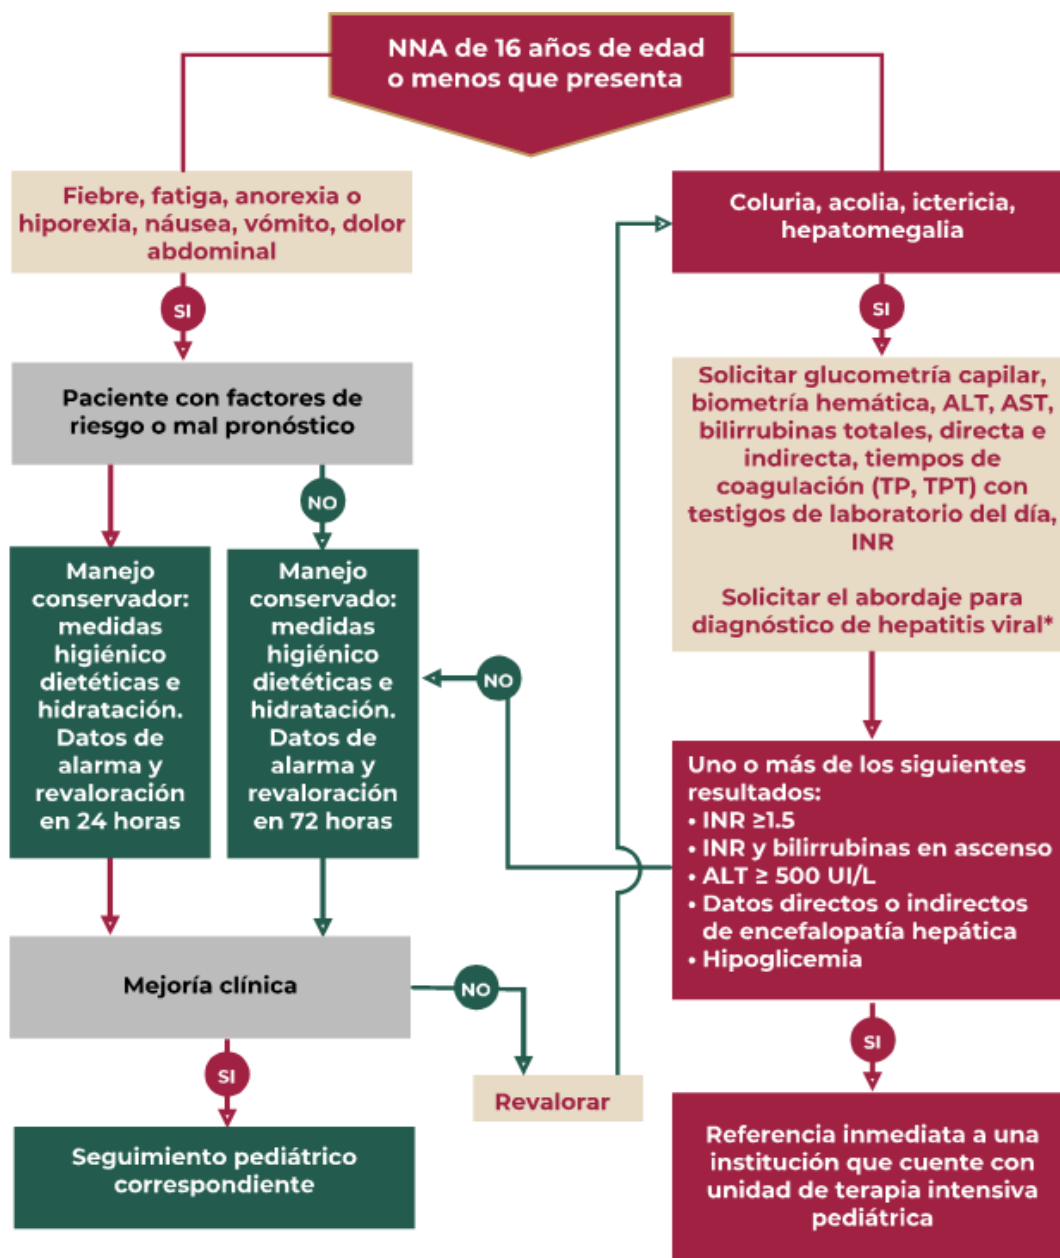 NNA de 16 años de edad
o menos que presenta
Fiebre, fatiga, anorexia o
hiporexia, náusea, vómito, dolor
abdominal
SI
Paciente con factores de
riesgo o mal pronóstico
NO
Manejo
conservador:
medidas
higiénico
dietéticas e
hidratación.
Datos de
alarma y
revaloración
en 24 horas
Manejo
conservado:
medidas
higiénico
dietéticas e
hidratación.
Datos de
alarma y
revaloración
en 72 horas
Mejoría clínica
NO
Revalorar
SI
Seguimiento pediátrico
correspondiente
Coluria, acolia, ictericia,
hepatomegalia
SI
Solicitar glucometría capilar,
biometría hemática, ALT, AST,
bilirrubinas totales, directa e
indirecta, tiempos de
coagulación (TP, TPT) con
testigos de laboratorio del día,
INR
Solicitar el abordaje para
diagnóstico de hepatitis viral*
NO
Uno o más de los siguientes
resultados:
• INR ≥1.5
• INR y bilirrubinas en ascenso
• ALT ≥ 500 UI/L
• Datos directos o indirectos
de encefalopatía hepática
• Hipoglicemia
SI
Referencia inmediata a una
institución que cuente con
unidad de terapia intensiva
pediátrica